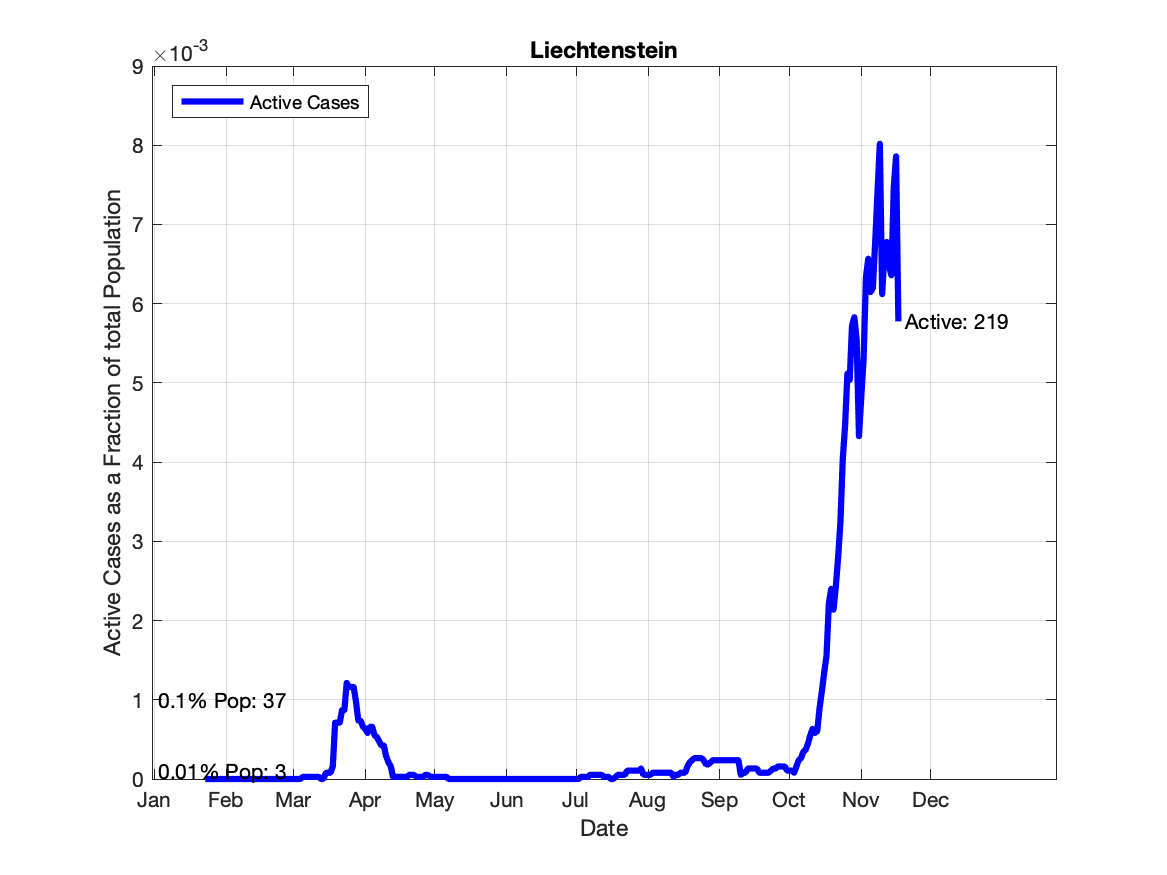 Liechtenstein
×10-3
9
8
7
6
5
4
3
2
1
0
Active Cases as a Fraction of total Population
Active Cases
Active: 219
0.1% Pop: 37
0.01% Pop: 3
Jan Feb Mar Apr May Jun Jul Aug Sep Oct Nov Dec
Date